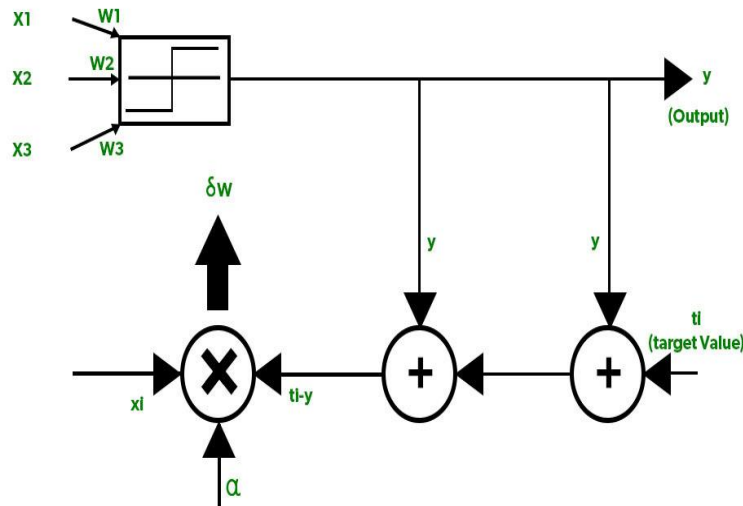 X1
W1
X2
W2
X3
W3
y
(Output)
δw
y
y
ti
(target Value)
×
+
+
xi
ti-y
α